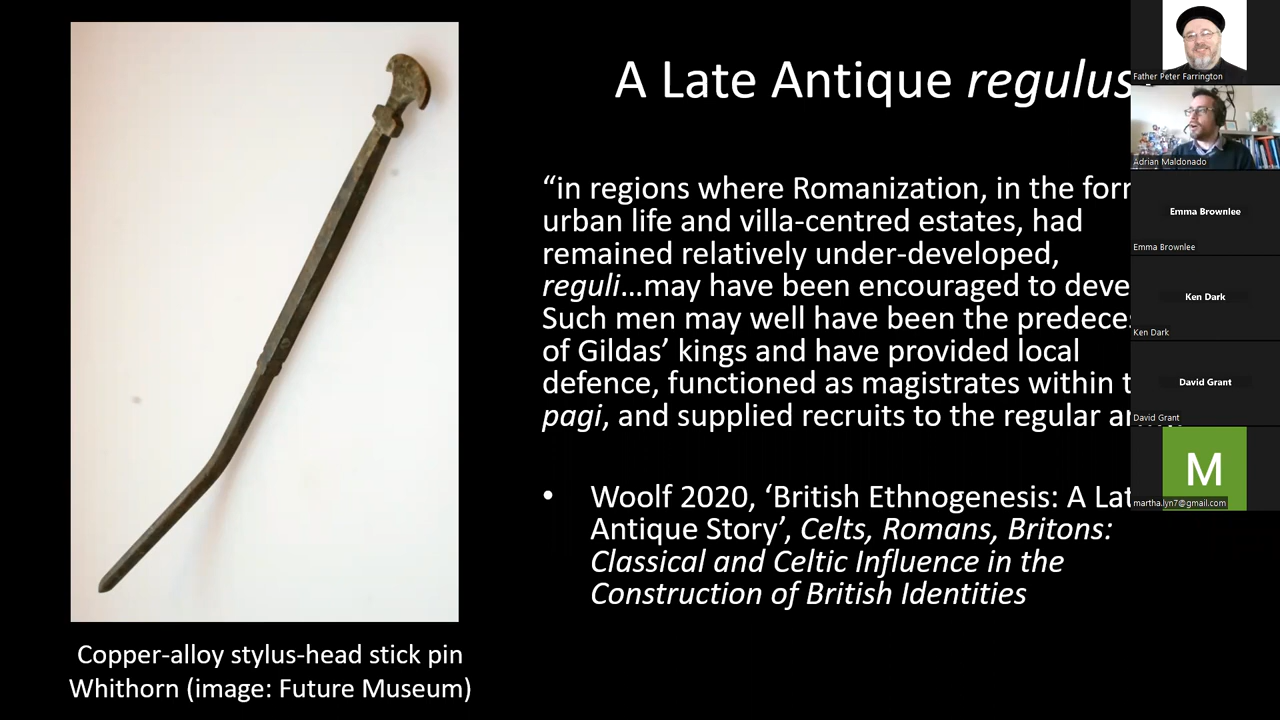 A Late Antique regulus
“in regions where Romanization, in the
urban life and villa-centred estates, had
remained relatively under-developed,
reguli…may have been encouraged to
Such men may well have been the
of Gildas’ kings and have provided local
defence, functioned as magistrates within
pagi, and supplied recruits to the regular
• Woolf 2020, ‘British Ethnogenesis: A
Antique Story’, Celts, Romans, Britons:
Classical and Celtic Influence in the
Construction of British Identities
Copper-alloy stylus-head stick pin
Whithorn (image: Future Museum)
Father Peter Farrington
Adrian Maldonado
Emma Brownlee
Emma Brownlee
Ken Dark
Ken Dark
David Grant
David Grant
M
martha.lyn7@gmail.com